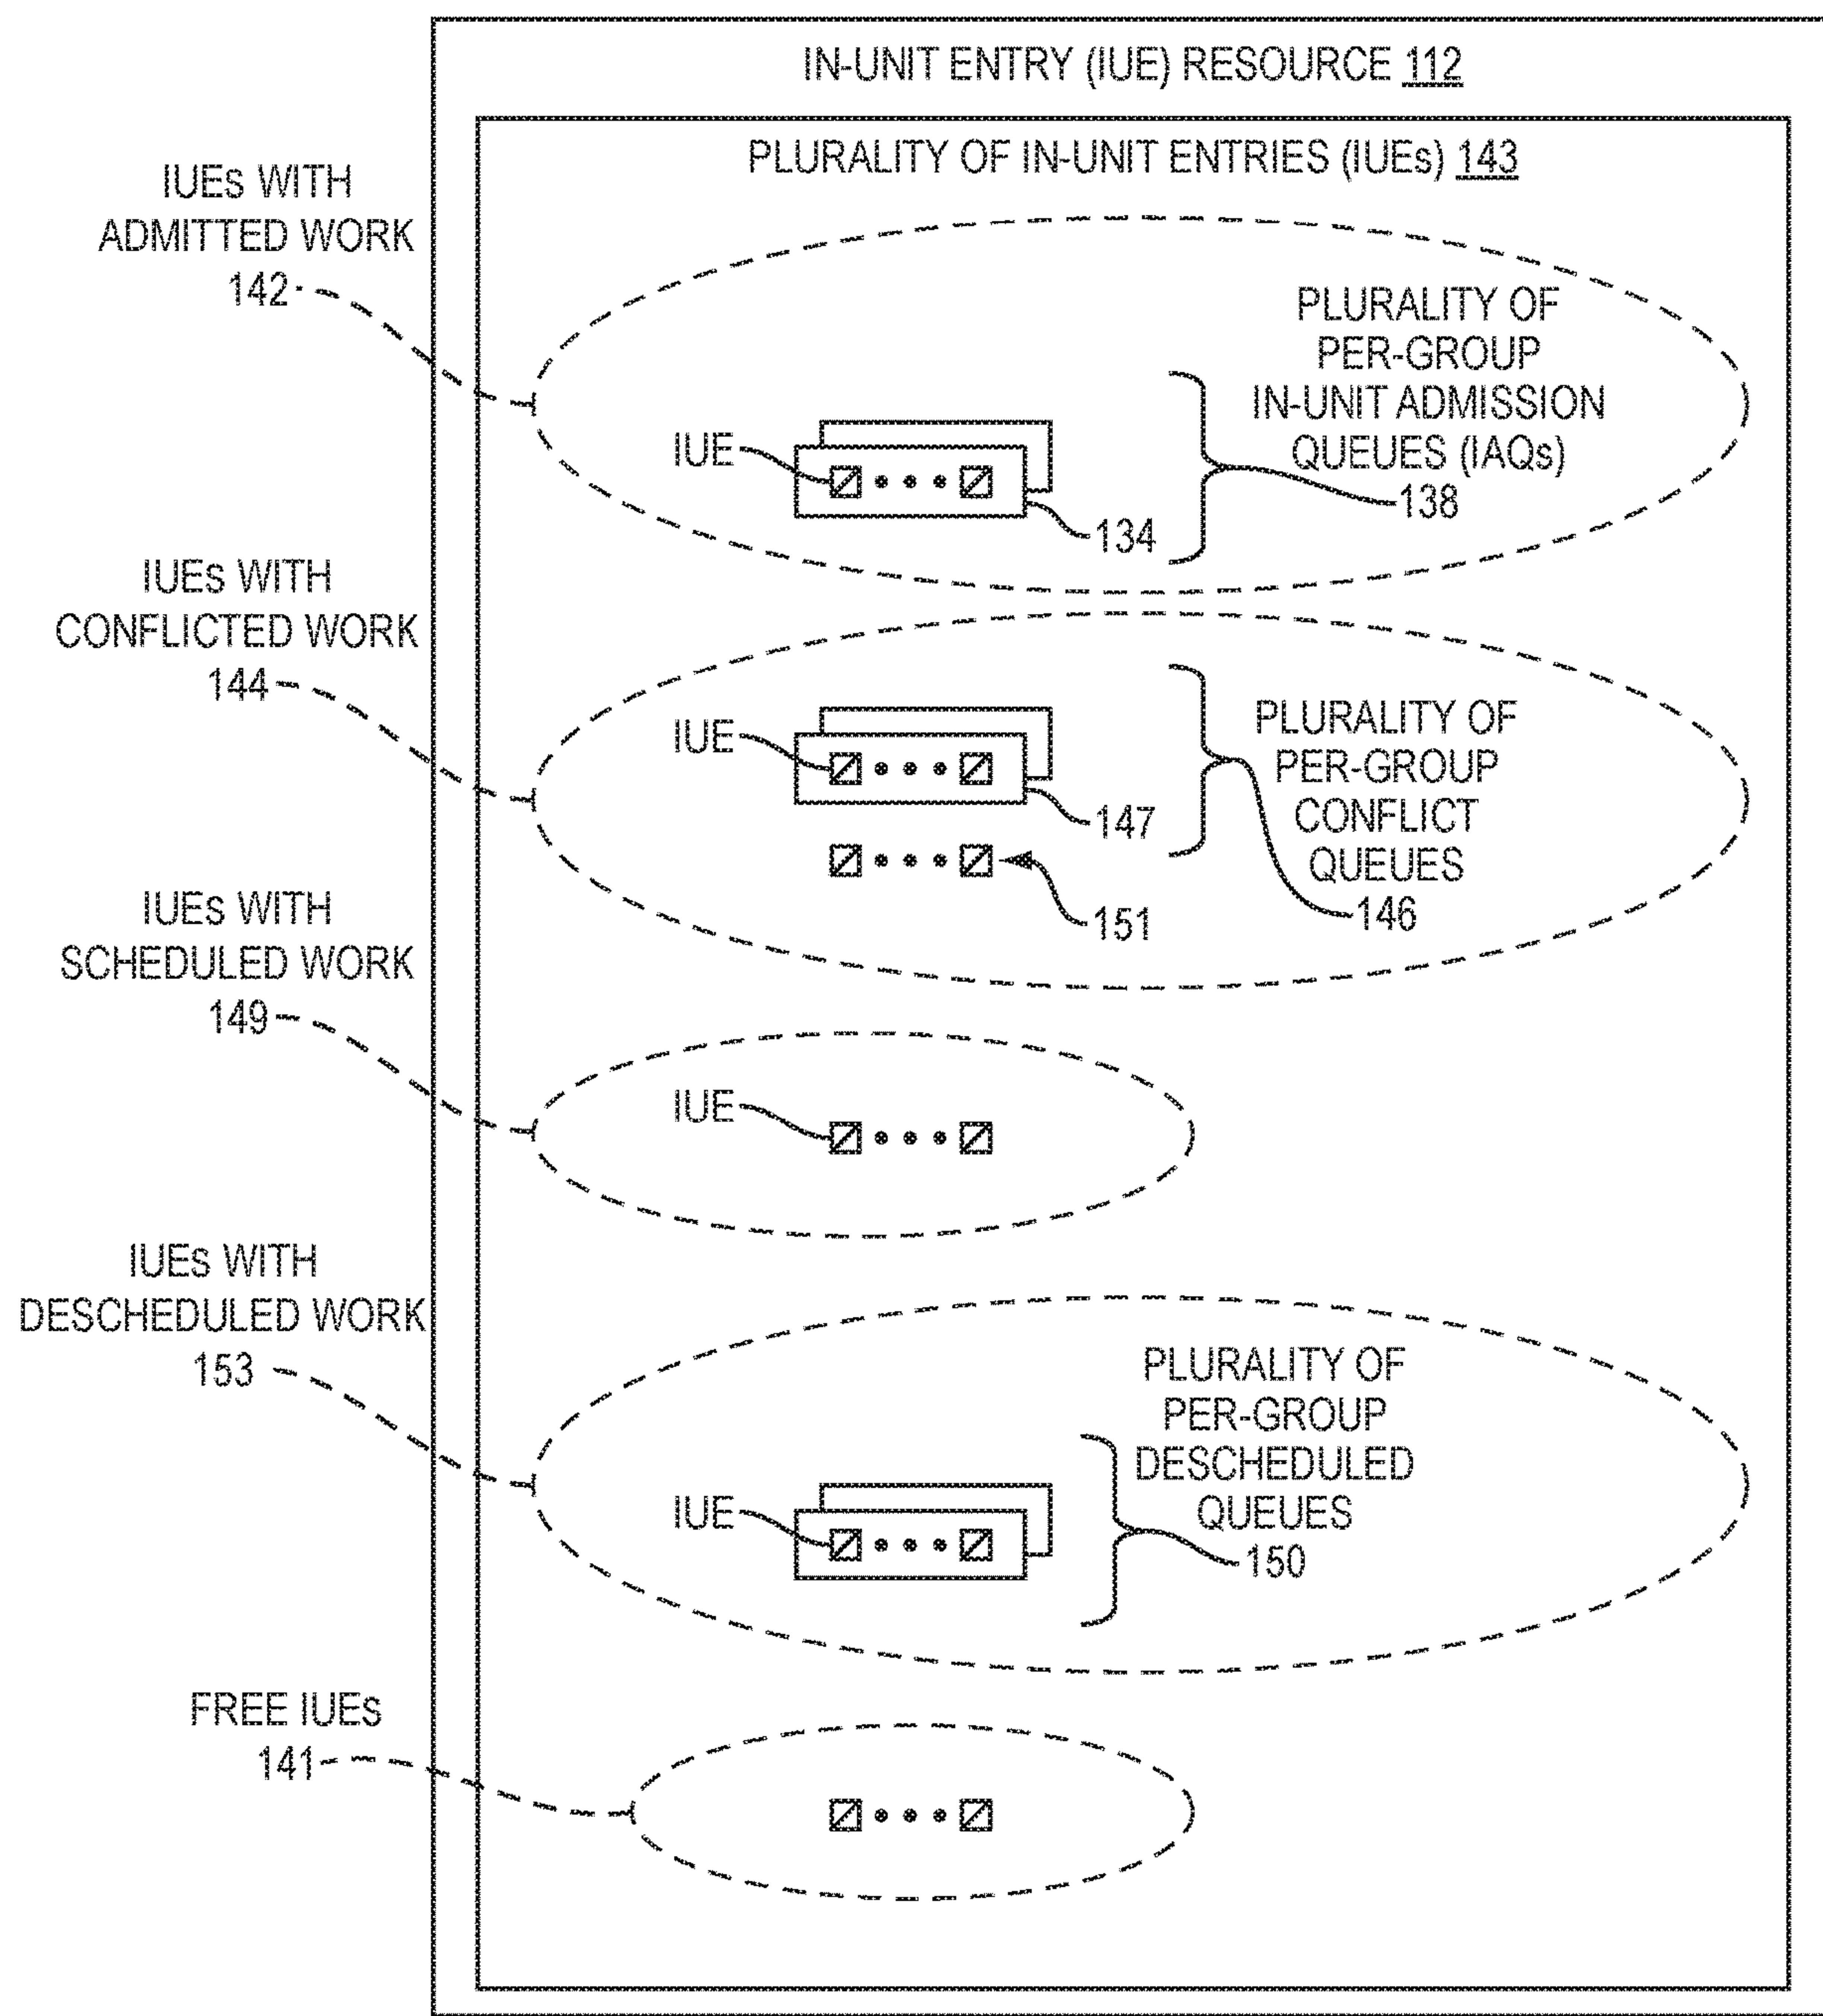 IN-UNIT ENTRY (IUE) RESOURCE 112
PLURALITY OF IN-UNIT ENTRIES (IUEs) 143
IUEs WITH
ADMITTED WORK
142
PLURALITY OF
PER-GROUP
IN-UNIT ADMISSION
QUEUES (IAQs)
138
IUE
134
IUEs WITH
CONFLICTED WORK
144
IUE
147
151
PLURALITY OF
PER-GROUP
CONFLICT
QUEUES
146
IUEs WITH
SCHEDULED WORK
149
IUE
IUEs WITH
DESCHEDULED WORK
153
PLURALITY OF
PER-GROUP
DESCHEDULED
QUEUES
150
IUE
FREE IUEs
141